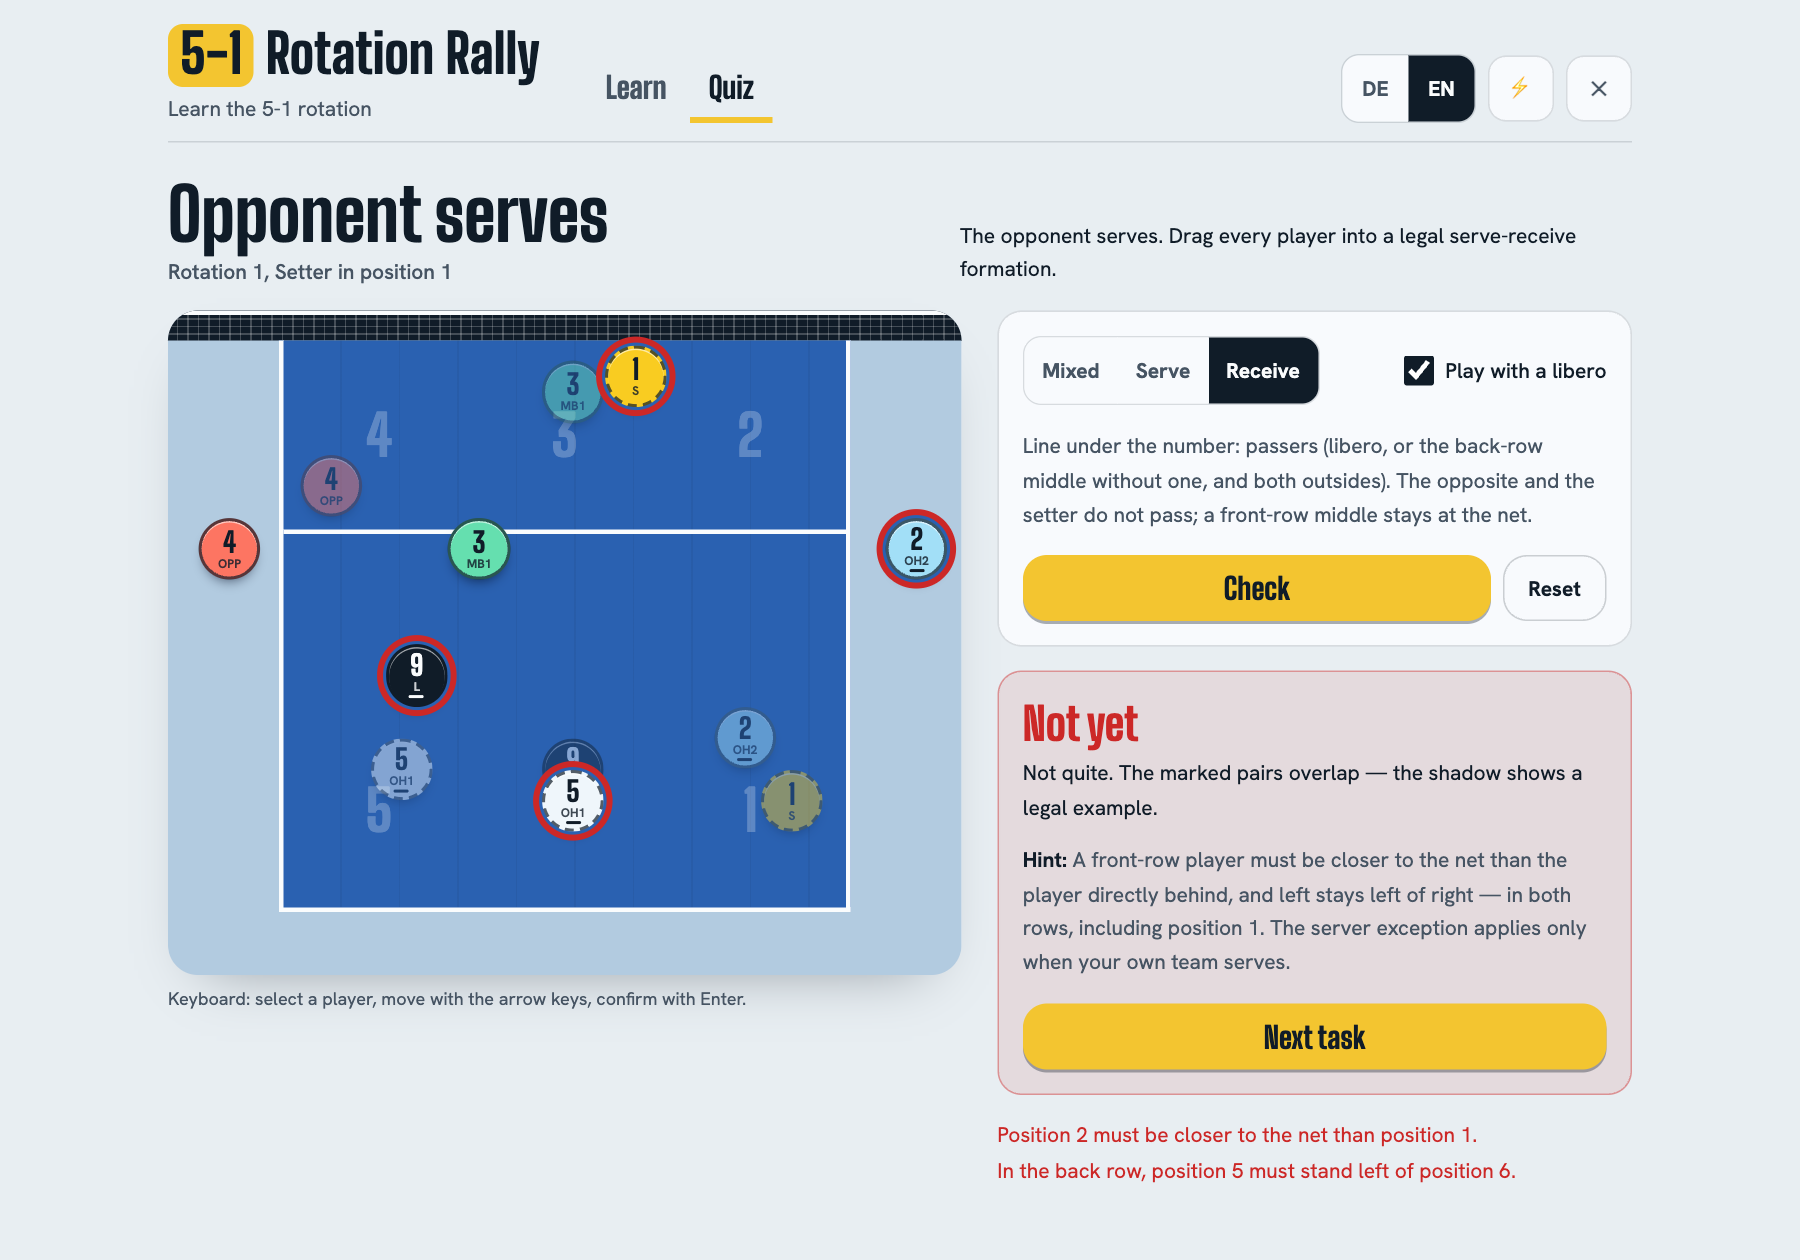 5-1 Rotation Rally
Learn the 5-1 rotation
Learn
Quiz
DE
EN
Opponent serves
Rotation 1, Setter in position 1
The opponent serves. Drag every player into a legal serve-receive
formation.
3
MB1
1
S
4
3
2
4
OPP
4
OPP
3
MB1
2
OH2
9
L
5
OH1
5
9
5
OH1
2
OH2
1
1
S
Keyboard: select a player, move with the arrow keys, confirm with Enter.
Mixed
Serve
Receive
Play with a libero
Line under the number: passers (libero, or the back-row
middle without one, and both outsides). The opposite and the
setter do not pass; a front-row middle stays at the net.
Check
Reset
Not yet
Not quite. The marked pairs overlap — the shadow shows a
legal example.
Hint: A front-row player must be closer to the net than the
player directly behind, and left stays left of right — in both
rows, including position 1. The server exception applies only
when your own team serves.
Next task
Position 2 must be closer to the net than position 1.
In the back row, position 5 must stand left of position 6.